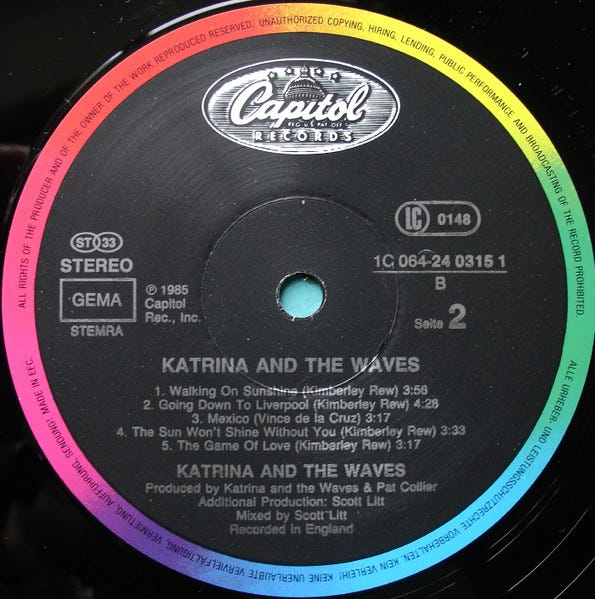 ALL RIGHTS OF THE PRODUCER AND OF THE OWNER OF THE WORK REPRODUCED RESERVED. UNAUTHORIZED COPYING, HIRING, LENDING, PUBLIC PERFORMANCE AND BROADCASTING OF THE RECORD PROHIBITED.
Capitol
REG. U.S. PAT. OFF.
RECORDS
ST 33
STEREO
GEMA
STEMRA
℗ 1985
Capitol
Rec., Inc.
IC 0148
1C 064-24 0315 1
B
Seite 2
KATRINA AND THE WAVES
1. Walking On Sunshine (Kimberley Rew) 3:56
2. Going Down To Liverpool (Kimberley Rew) 4:28
3. Mexico (Vince de la Cruz) 3:17
4. The Sun Won't Shine Without You (Kimberley Rew) 3:33
5. The Game Of Love (Kimberley Rew) 3:17
KATRINA AND THE WAVES
Produced by Katrina and the Waves & Pat Collier
Additional Production: Scott Litt
Mixed by Scott Litt
Recorded in England
ALLE URHEBER- UND LEISTUNGSSCHUTZRECHTE VORBEHALTEN. KEIN VERLEIH! KEINE UNERLAUBTE VERVIELFÄLTIGUNG, VERMIETUNG, AUFFÜHRUNG, SENDUNG! MADE IN EEC.